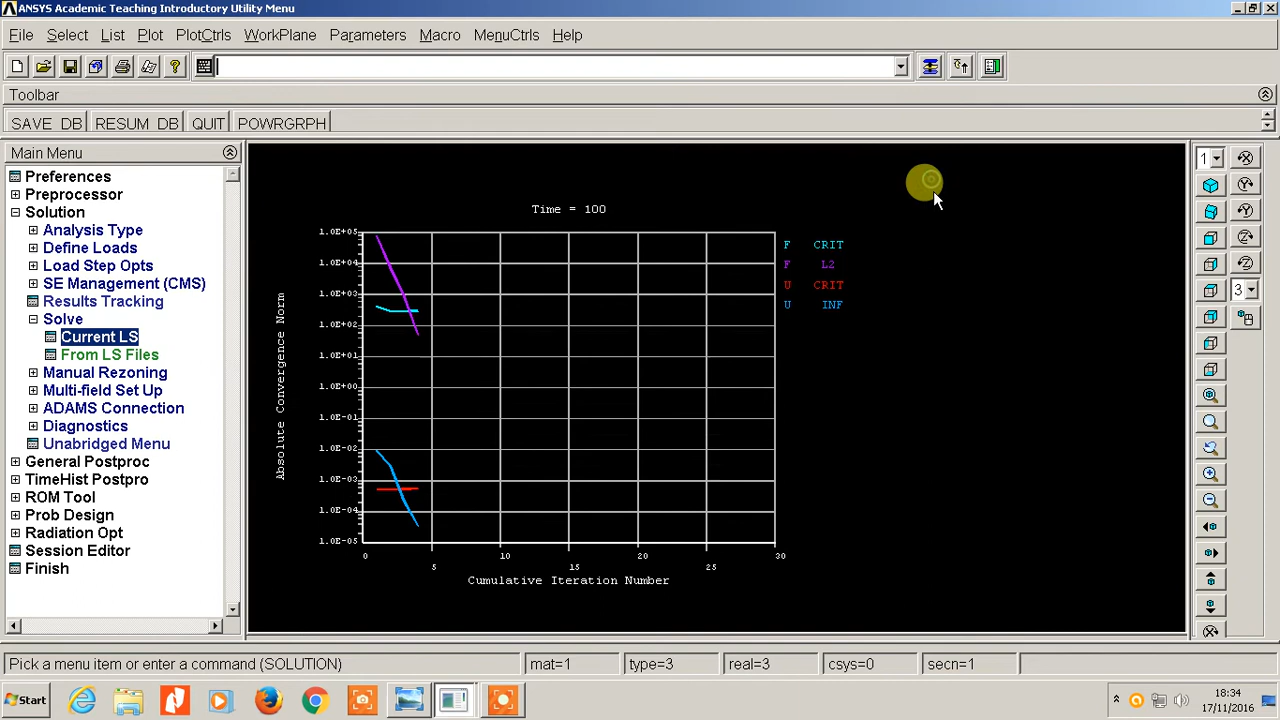 ANSYS Academic Teaching Introductory Utility Menu
File Select List Plot PlotCtrls WorkPlane Parameters Macro MenuCtrls Help
Toolbar
SAVE_DB RESUM_DB QUIT POWRGRPH
Main Menu
Preferences
Preprocessor
Solution
Analysis Type
Define Loads
Load Step Opts
SE Management (CMS)
Results Tracking
Solve
Current LS
From LS Files
Manual Rezoning
Multi-field Set Up
ADAMS Connection
Diagnostics
Unabridged Menu
General Postproc
TimeHist Postpro
ROM Tool
Prob Design
Radiation Opt
Session Editor
Finish
Time = 100
Absolute Convergence Norm
1.0E+05
1.0E+04
1.0E+03
1.0E+02
1.0E+01
1.0E+00
1.0E-01
1.0E-02
1.0E-03
1.0E-04
1.0E-05
0 10 20 30
5 15 25
Cumulative Iteration Number
F CRIT
F L2
U CRIT
U INF
1
3
Pick a menu item or enter a command (SOLUTION) mat=1 type=3 real=3 csys=0 secn=1
Start
18:34
17/11/2016